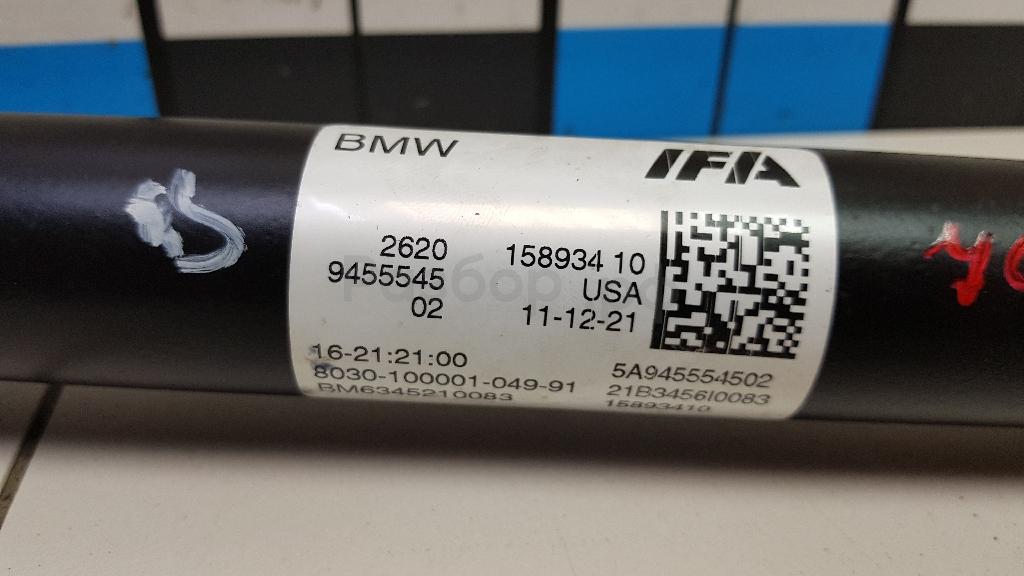 BMW
IFA
2620
9455545
02
158934 10
USA
11-12-21
16-21:21:00
8030-100001-049-91
BM6345210083
5A945554502
21B3456I0083
15893410